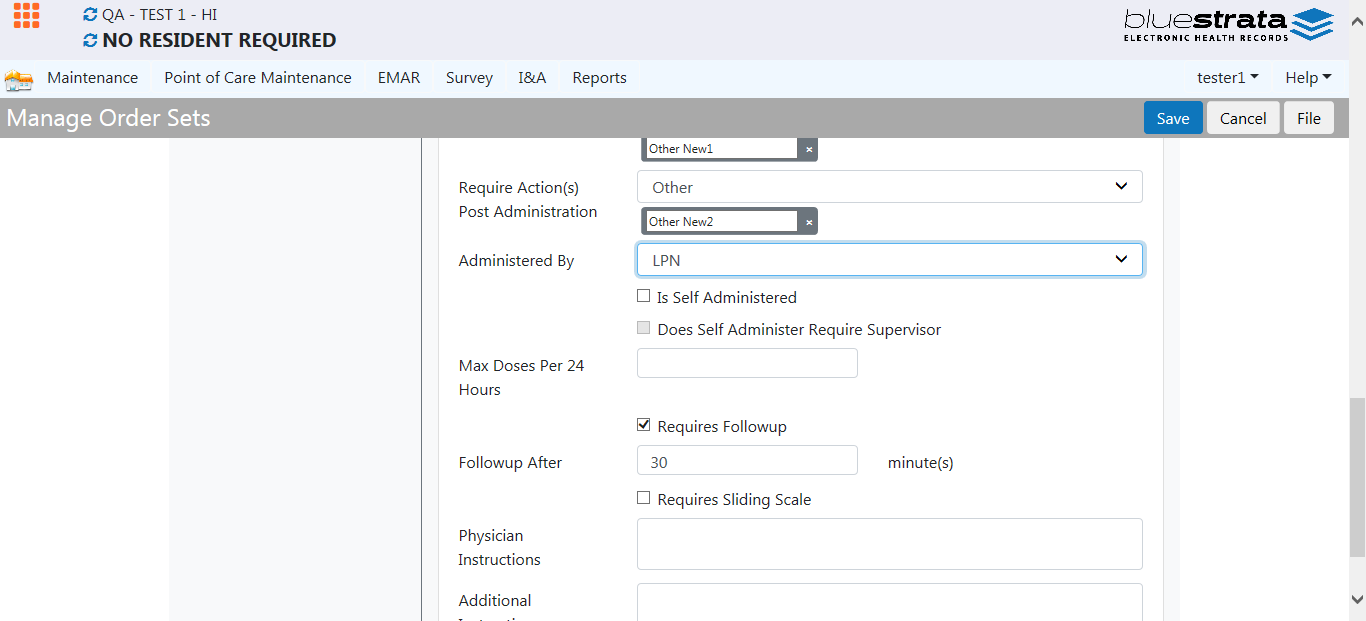 QA - TEST 1 - HI
NO RESIDENT REQUIRED
bluestrata
ELECTRONIC HEALTH RECORDS
Maintenance Point of Care Maintenance EMAR Survey I&A Reports tester1 Help
Manage Order Sets Save Cancel File
Other New1 ×
Require Action(s) Other
Post Administration
Other New2 ×
Administered By LPN
Is Self Administered
Does Self Administer Require Supervisor
Max Doses Per 24
Hours
Requires Followup
Followup After 30 minute(s)
Requires Sliding Scale
Physician
Instructions
Additional